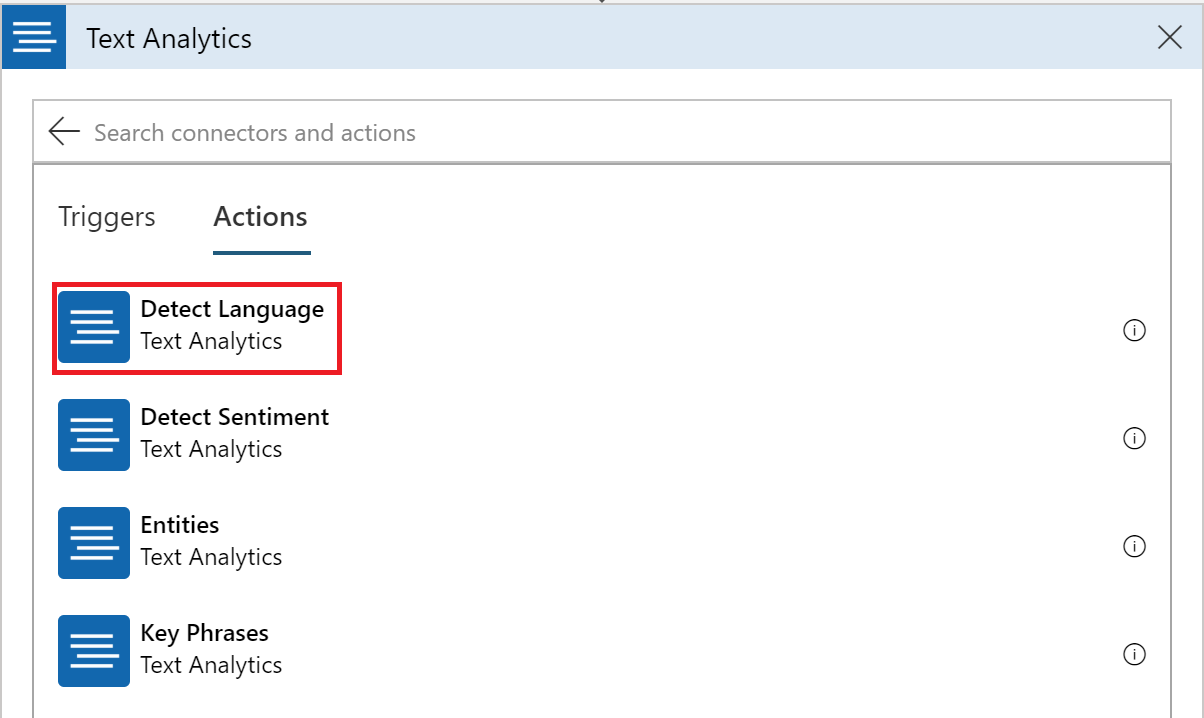 Text Analytics
Search connectors and actions
Triggers Actions
Detect Language
Text Analytics
Detect Sentiment
Text Analytics
Entities
Text Analytics
Key Phrases
Text Analytics